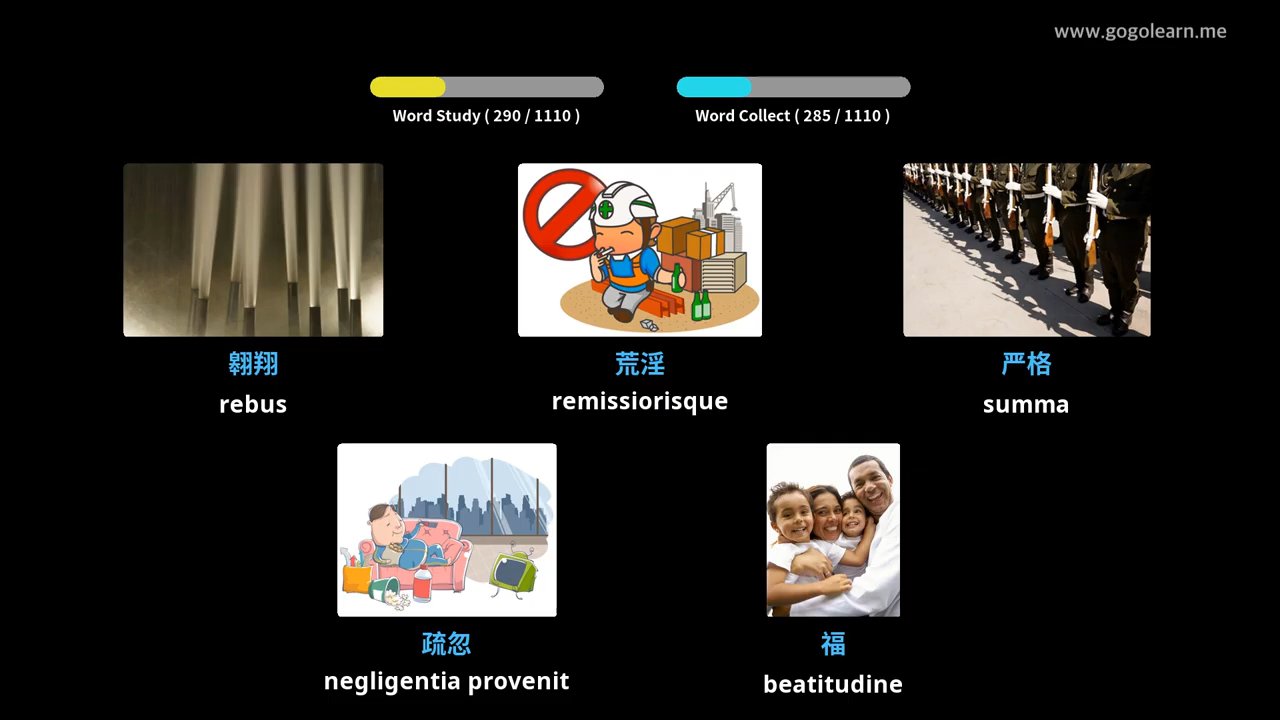 www.gogolearn.me
Word Study ( 290 / 1110 )
Word Collect ( 285 / 1110 )
翱翔
rebus
荒淫
remissiorisque
严格
summa
疏忽
negligentia provenit
福
beatitudine